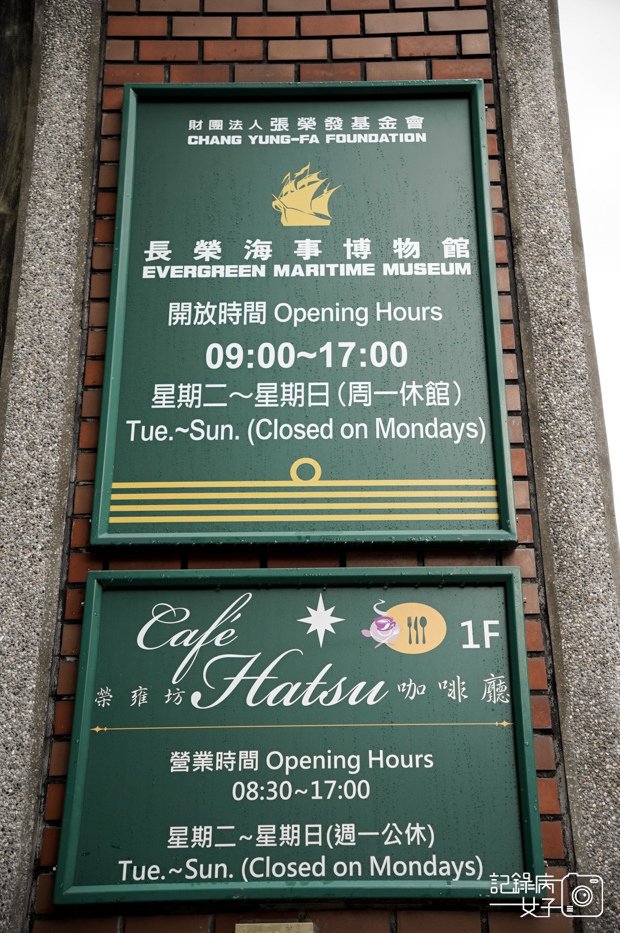 財團法人張榮發基金會
CHANG YUNG-FA FOUNDATION
長榮海事博物館
EVERGREEN MARITIME MUSEUM
開放時間 Opening Hours
09:00~17:00
星期二～星期日（周一休館）
Tue.~Sun. (Closed on Mondays)
Café
1F
榮雍坊 Hatsu 咖啡廳
營業時間 Opening Hours
08:30~17:00
星期二~星期日(週一公休)
Tue.~Sun. (Closed on Mondays)
記錄病
女子